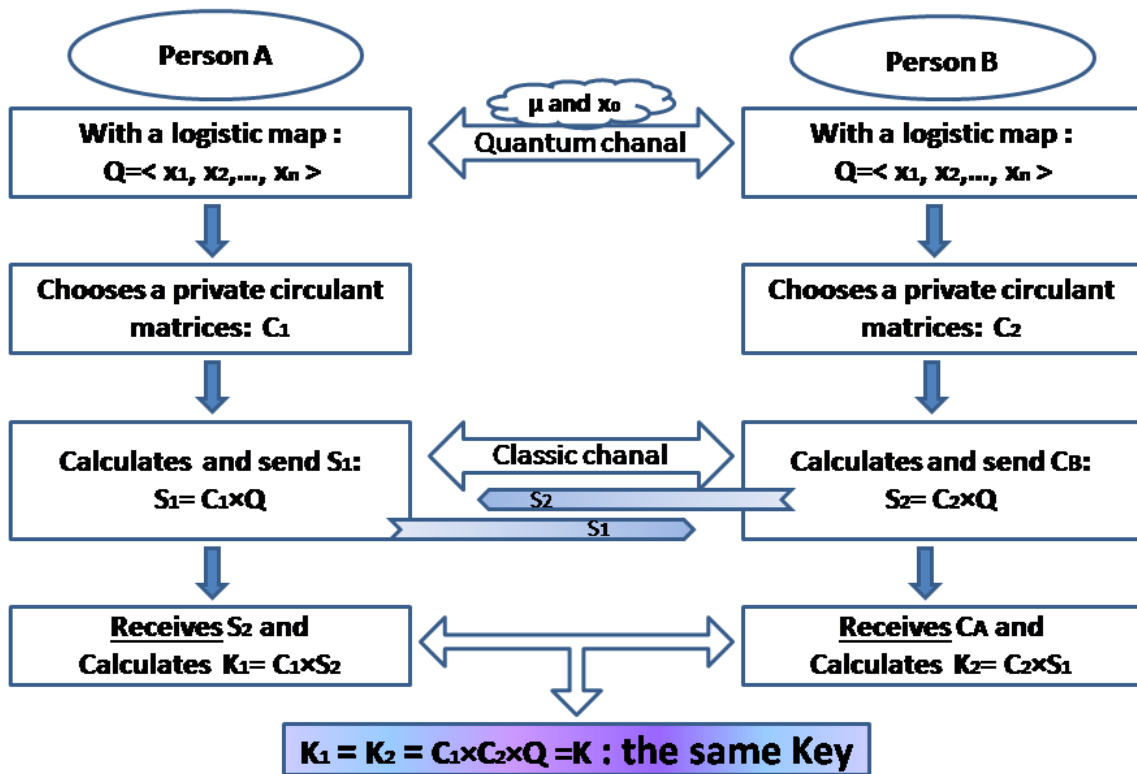 Person A
Person B
µ and x₀
Quantum chanal
With a logistic map :
Q=< x₁, x₂,..., xₙ >
With a logistic map :
Q=< x₁, x₂,..., xₙ >
Chooses a private circulant
matrices: C₁
Chooses a private circulant
matrices: C₂
Calculates and send S₁:
S₁= C₁×Q
Classic chanal
S2
S1
Calculates and send CB:
S₂= C₂×Q
Receives S₂ and
Calculates K₁= C₁×S₂
Receives CA and
Calculates K₂= C₂×S₁
K₁ = K₂ = C₁×C₂×Q =K : the same Key